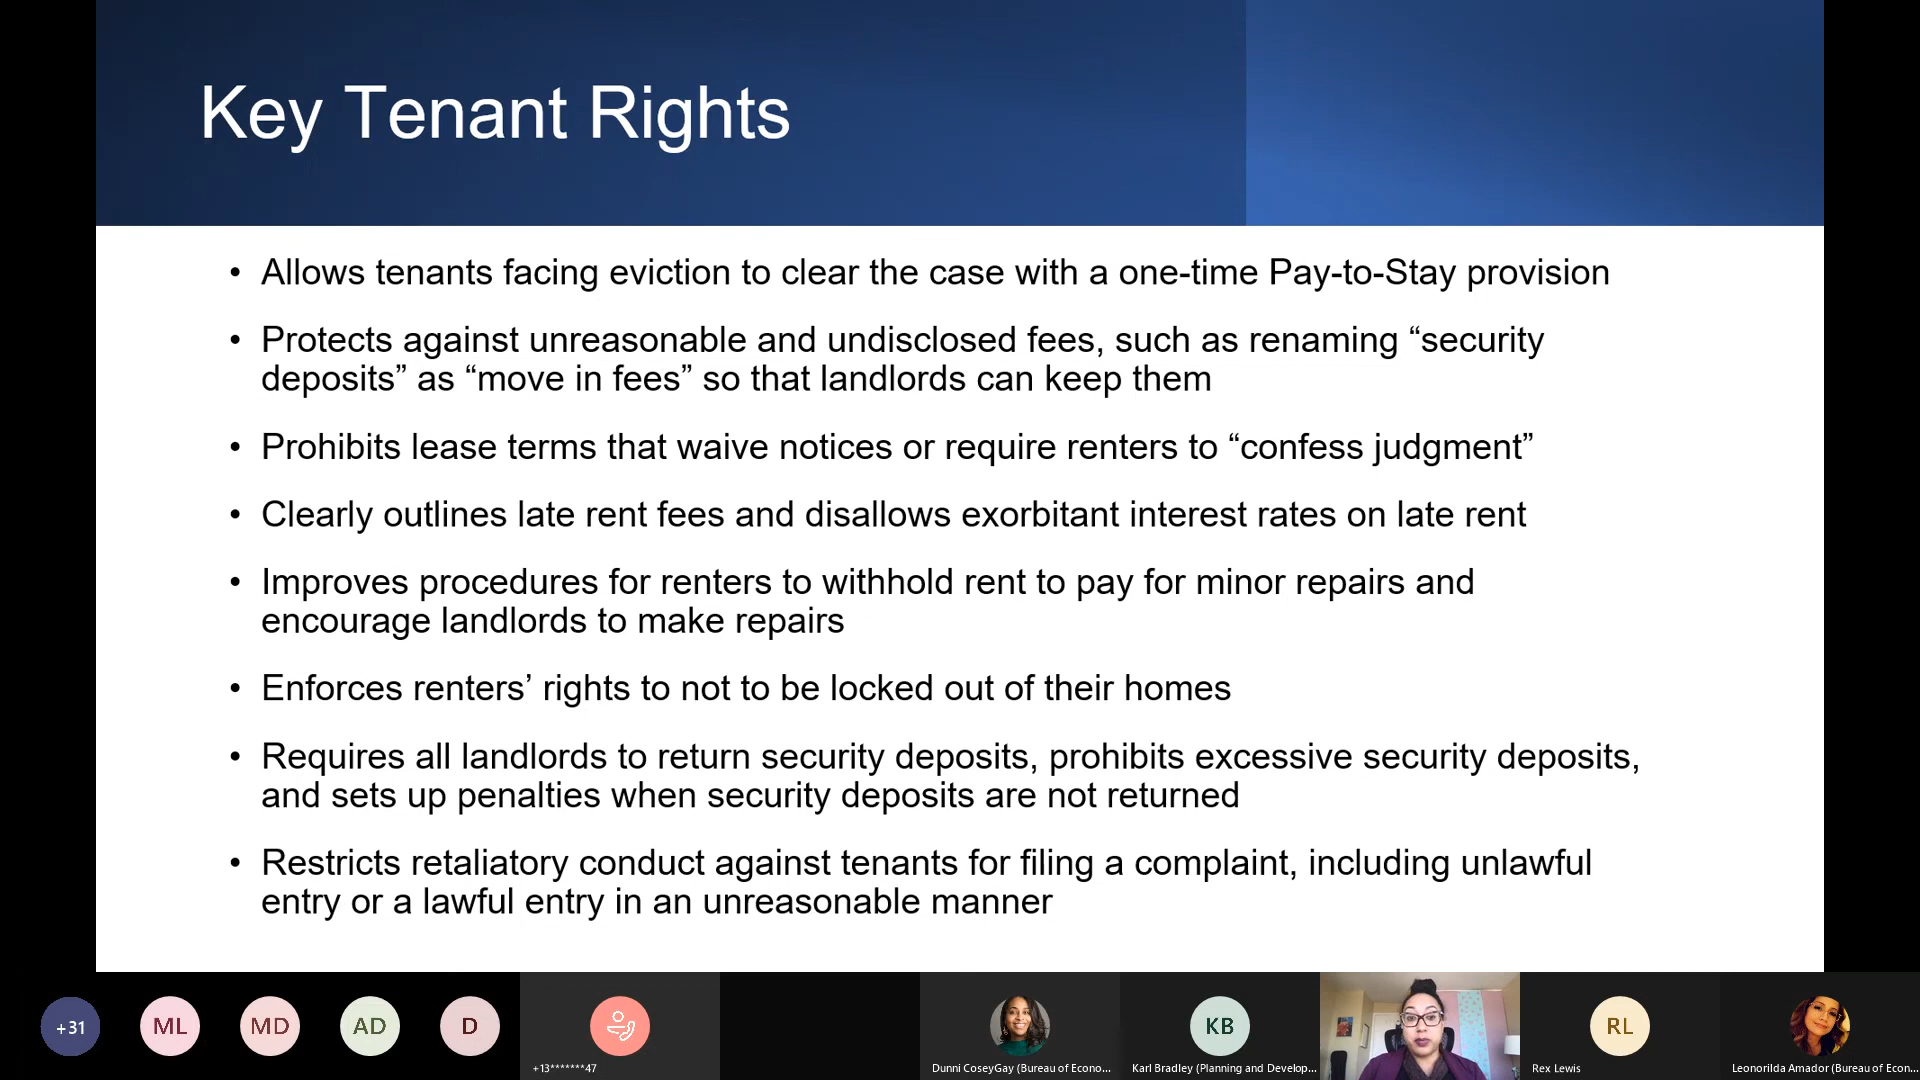 Key Tenant Rights
• Allows tenants facing eviction to clear the case with a one-time Pay-to-Stay provision
• Protects against unreasonable and undisclosed fees, such as renaming “security
deposits” as “move in fees” so that landlords can keep them
• Prohibits lease terms that waive notices or require renters to “confess judgment”
• Clearly outlines late rent fees and disallows exorbitant interest rates on late rent
• Improves procedures for renters to withhold rent to pay for minor repairs and
encourage landlords to make repairs
• Enforces renters’ rights to not to be locked out of their homes
• Requires all landlords to return security deposits, prohibits excessive security deposits,
and sets up penalties when security deposits are not returned
• Restricts retaliatory conduct against tenants for filing a complaint, including unlawful
entry or a lawful entry in an unreasonable manner
+31
ML
MD
AD
D
+13*******47
Dunni CoseyGay (Bureau of Econo...
KB
Karl Bradley (Planning and Develop...
RL
Rex Lewis
Leonorilda Amador (Bureau of Econ...